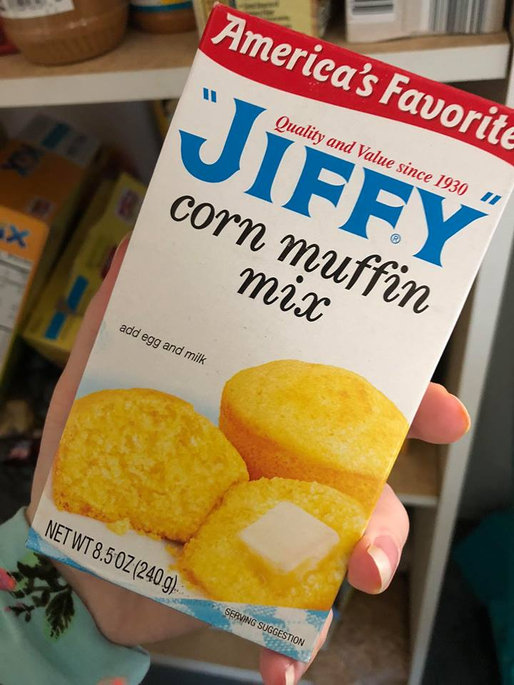 America's Favorite
"JIFFY"®
Quality and Value since 1930
corn muffin
mix
add egg and milk
NET WT 8.5 OZ (240 g)
SERVING SUGGESTION